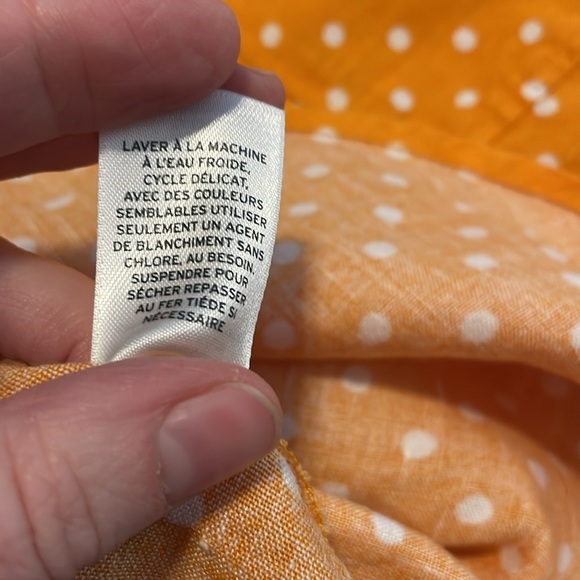 LAVER À LA MACHINE
À L'EAU FROIDE,
CYCLE DÉLICAT,
AVEC DES COULEURS
SEMBLABLES UTILISER
SEULEMENT UN AGENT
DE BLANCHIMENT SANS
CHLORE, AU BESOIN,
SUSPENDRE POUR
SÉCHER REPASSER
AU FER TIÉDE SI
NÉCESSAIRE